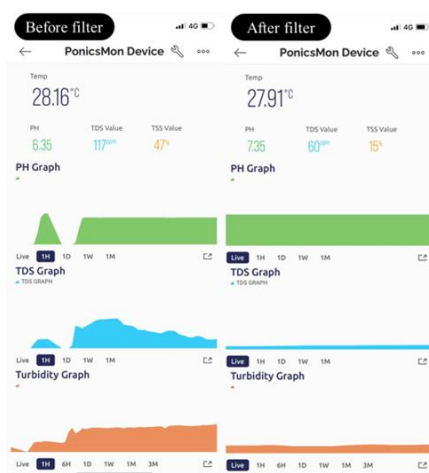 Before filter
4G
PonicsMon Device
Temp
28.16°C
PH
TDS Value
TSS Value
6.35
117ppm
47%
PH Graph
Live 1H 1D 1W 1M
TDS Graph
TDS GRAPH
Live 1H 1D 1W 1M
Turbidity Graph
Live 1H 6H 1D 1W 1M 3M
After filter
4G
PonicsMon Device
Temp
27.91°C
PH
TDS Value
TSS Value
7.35
60ppm
15%
PH Graph
Live 1H 1D 1W 1M
TDS Graph
TDS GRAPH
Live 1H 1D 1W 1M
Turbidity Graph
Live 1H 6H 1D 1W 1M 3M